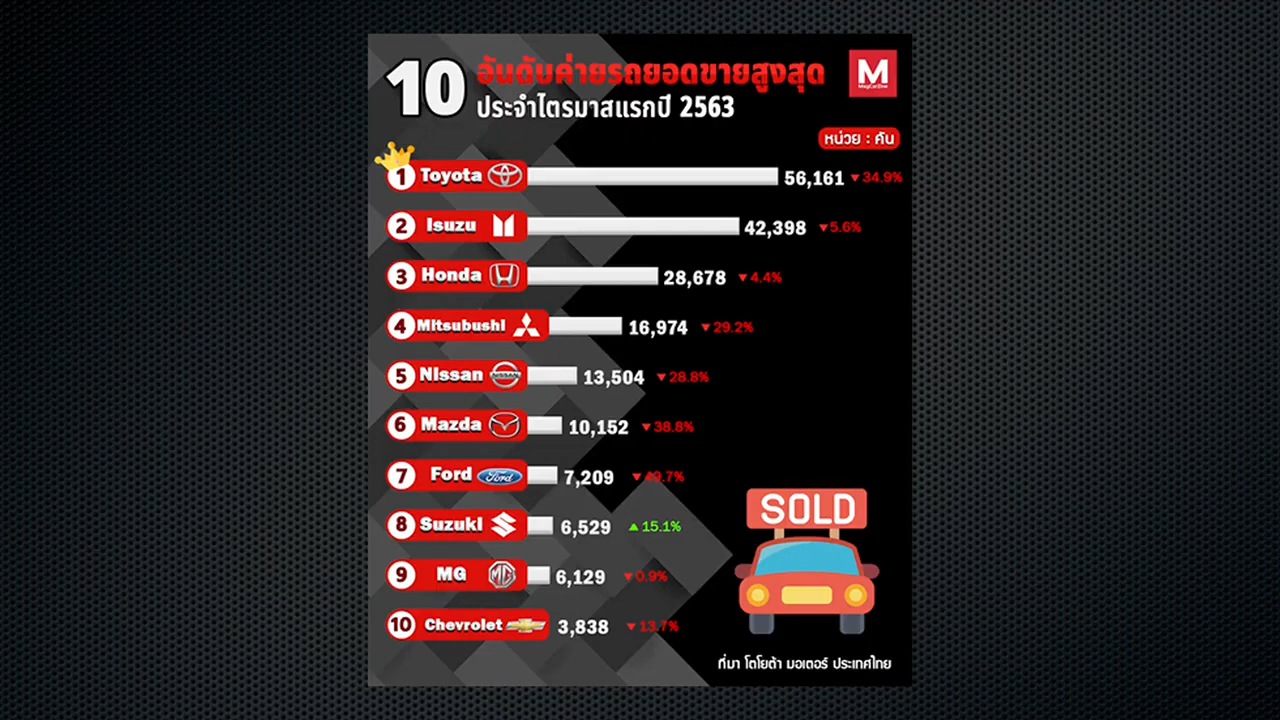 10 อันดับค่ายรถยอดขายสูงสุด
ประจำไตรมาสแรกปี 2563
M
MagCarZine
หน่วย : คัน
1 Toyota 56,161 ▼34.9%
2 Isuzu 42,398 ▼5.6%
3 Honda 28,678 ▼4.4%
4 Mitsubushi 16,974 ▼29.2%
5 Nissan NISSAN 13,504 ▼28.8%
6 Mazda 10,152 ▼38.8%
7 Ford Ford 7,209 ▼49.7%
8 Suzuki 6,529 ▲15.1%
9 MG MG 6,129 ▼0.9%
10 Chevrolet 3,838 ▼13.7%
SOLD
ที่มา โตโยต้า มอเตอร์ ประเทศไทย